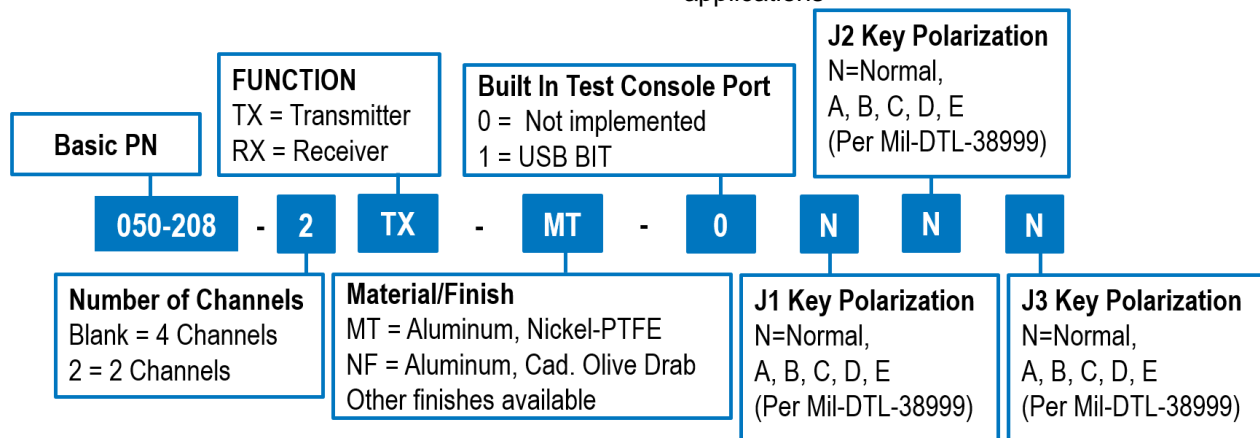 applications
J2 Key Polarization
N=Normal,
A, B, C, D, E
(Per Mil-DTL-38999)
FUNCTION
TX = Transmitter
RX = Receiver
Built In Test Console Port
0 = Not implemented
1 = USB BIT
Basic PN
050-208 - 2 TX - MT - 0 N N N
Number of Channels
Blank = 4 Channels
2 = 2 Channels
Material/Finish
MT = Aluminum, Nickel-PTFE
NF = Aluminum, Cad. Olive Drab
Other finishes available
J1 Key Polarization
N=Normal,
A, B, C, D, E
(Per Mil-DTL-38999)
J3 Key Polarization
N=Normal,
A, B, C, D, E
(Per Mil-DTL-38999)